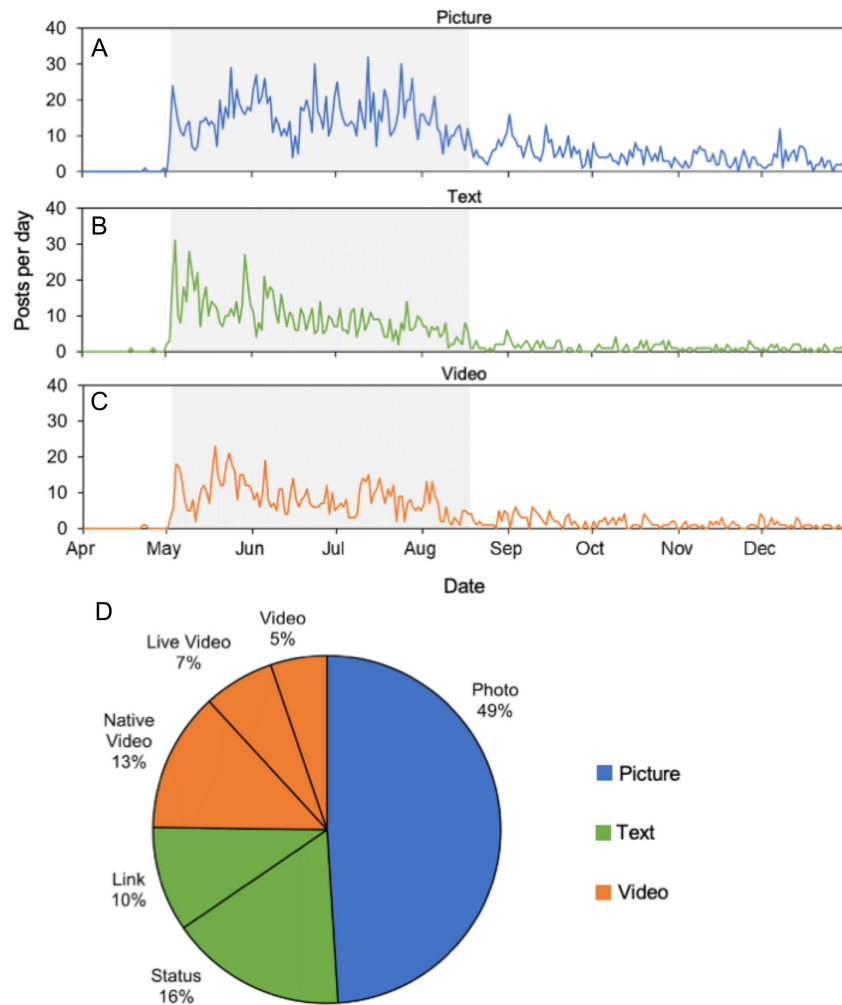 Picture
A
40
30
20
10
0
Text
B
40
30
20
10
0
Posts per day
Video
C
40
30
20
10
0
Apr May Jun Jul Aug Sep Oct Nov Dec
Date
D
Video
5%
Live Video
7%
Photo
49%
Native
Video
13%
Picture
Text
Link
10%
Video
Status
16%